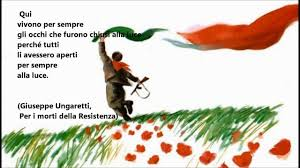 Qui
vivono per sempre
gli occhi che furono chiusi alla luce
perché tutti
li avessero aperti
per sempre
alla luce.
(Giuseppe Ungaretti,
Per i morti della Resistenza)